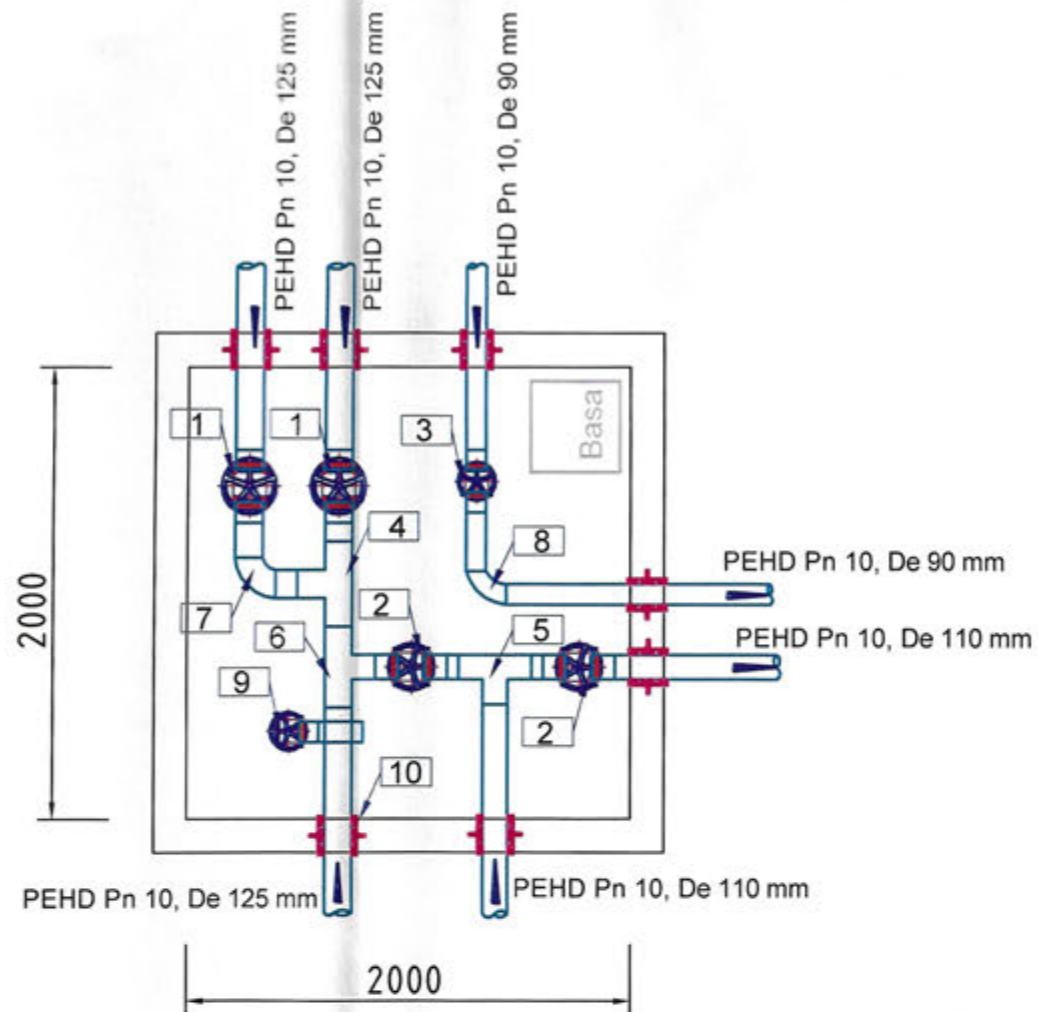 PEHD Pn 10, De 125 mm
PEHD Pn 10, De 125 mm
PEHD Pn 10, De 90 mm
1
1
3
Basa
4
8
PEHD Pn 10, De 90 mm
2000
7
2
6
5
PEHD Pn 10, De 110 mm
9
2
10
PEHD Pn 10, De 125 mm
PEHD Pn 10, De 110 mm
2000